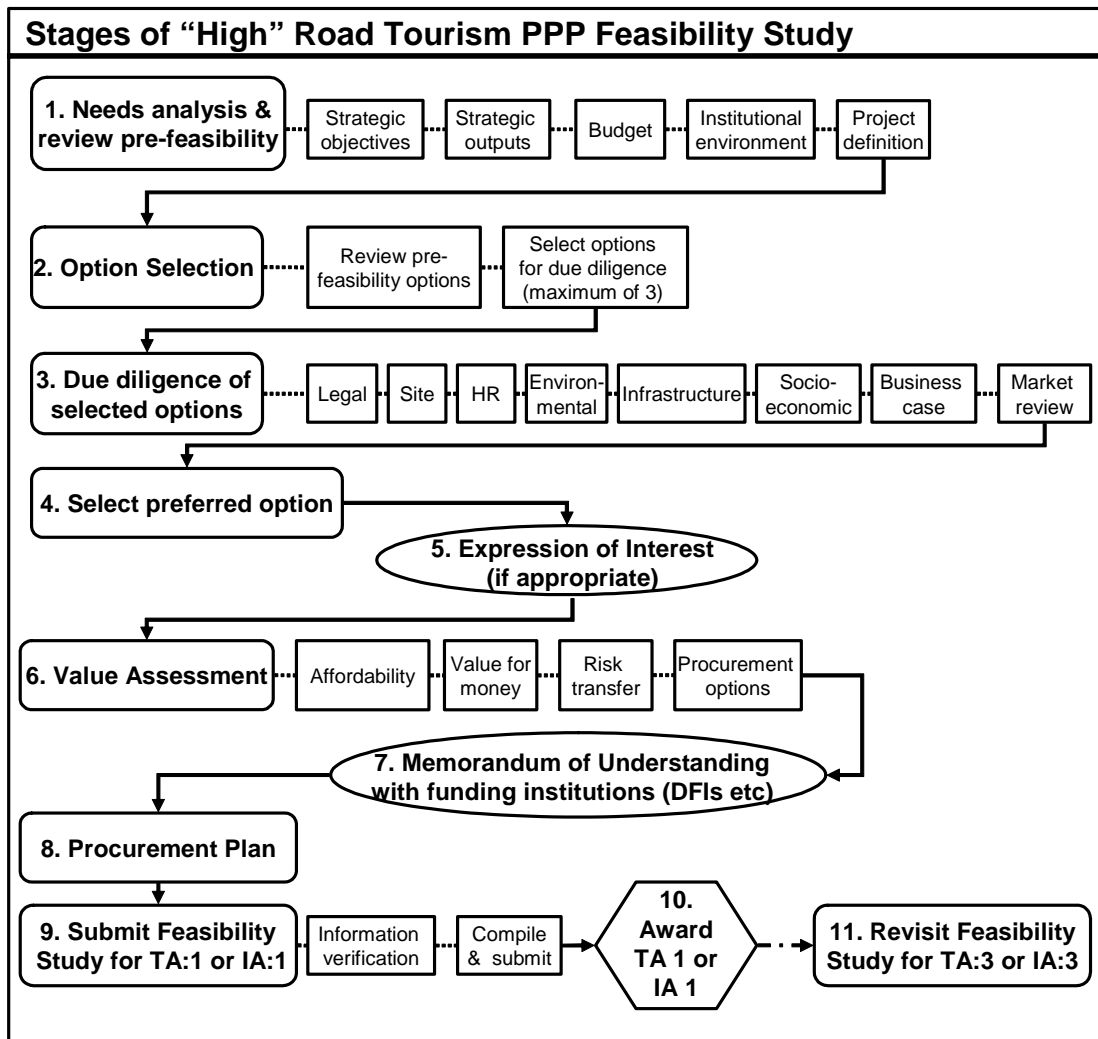 Stages of “High” Road Tourism PPP Feasibility Study
1. Needs analysis &
review pre-feasibility
Strategic
objectives
Strategic
outputs
Budget
Institutional
environment
Project
definition
2. Option Selection
Review pre-
feasibility options
Select options
for due diligence
(maximum of 3)
3. Due diligence of
selected options
Legal
Site
HR
Environ-
mental
Infrastructure
Socio-
economic
Business
case
Market
review
4. Select preferred option
5. Expression of Interest
(if appropriate)
6. Value Assessment
Affordability
Value for
money
Risk
transfer
Procurement
options
7. Memorandum of Understanding
with funding institutions (DFIs etc)
8. Procurement Plan
9. Submit Feasibility
Study for TA:1 or IA:1
Information
verification
Compile
& submit
10.
Award
TA 1 or
IA 1
11. Revisit Feasibility
Study for TA:3 or IA:3